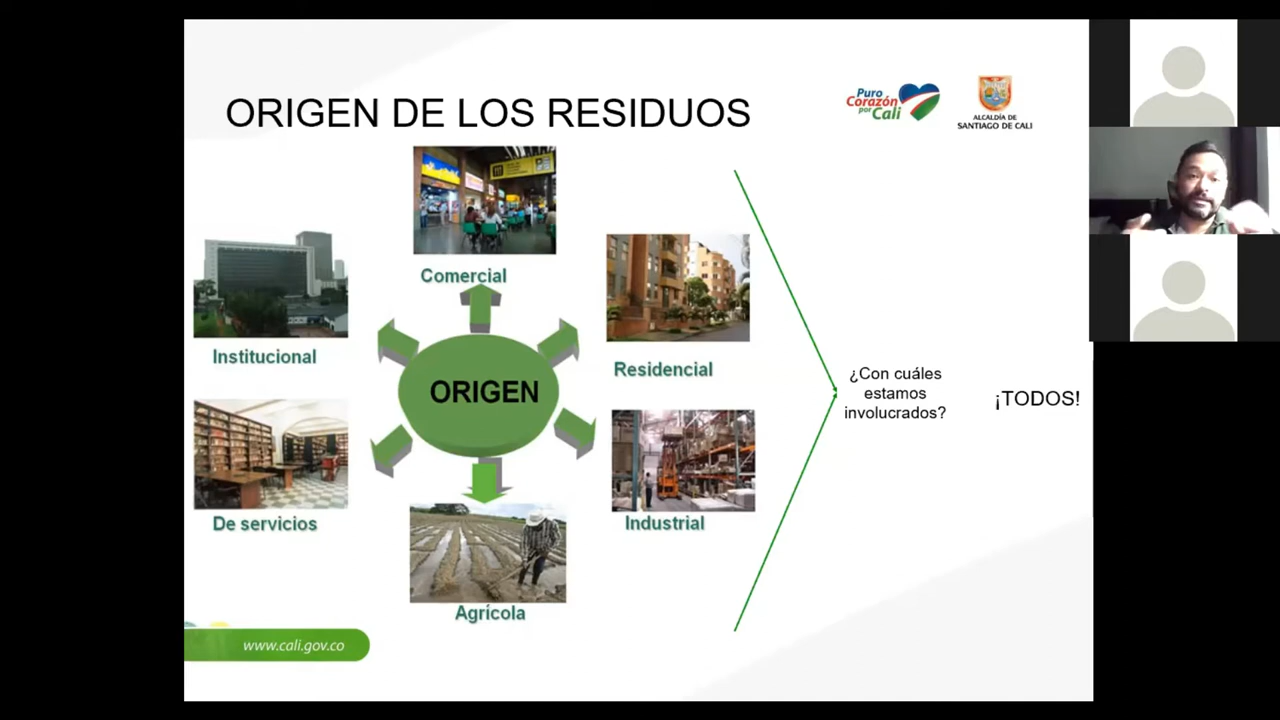 ORIGEN DE LOS RESIDUOS
Puro
Corazón
por Cali
ALCALDÍA DE
SANTIAGO DE CALI
Comercial
Institucional
Residencial
ORIGEN
¿Con cuáles
estamos
involucrados?
¡TODOS!
De servicios
Industrial
Agrícola
www.cali.gov.co